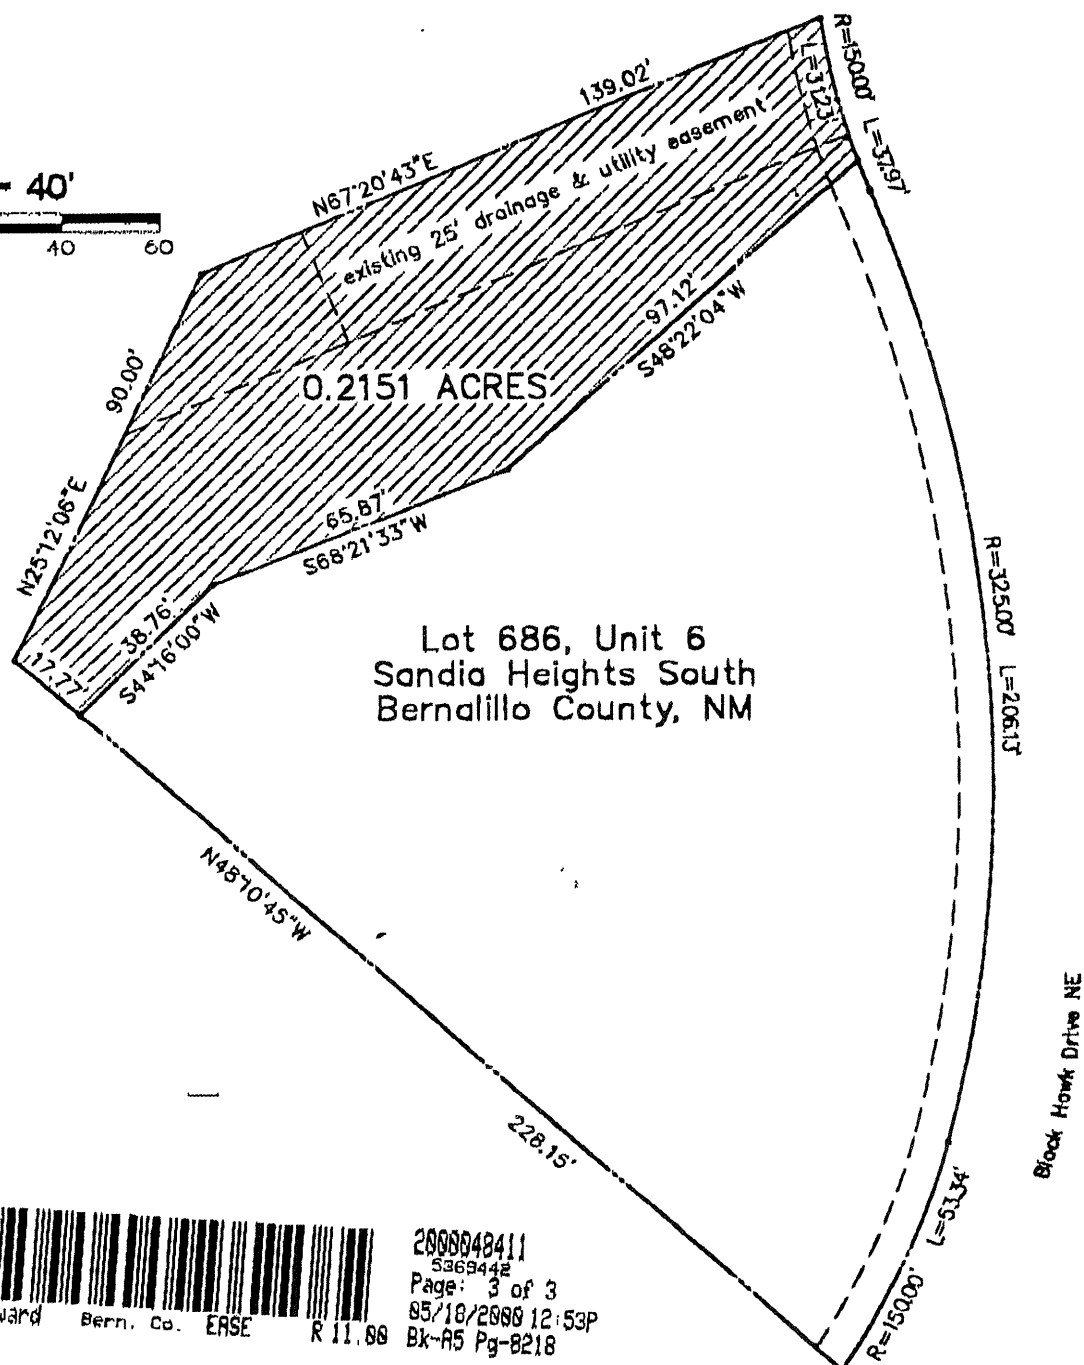 - 40'
40 60
139.02'
N67°20'43"E
existing 25' drainage & utility easement
L=31.23'
R=150.00' L=37.97'
90.00'
N25°12'06"E
0.2151 ACRES
97.12'
S48°22'04"W
65.87'
S68°21'33"W
38.76'
S44°16'00"W
17.77'
Lot 686, Unit 6
Sandia Heights South
Bernalillo County, NM
R=325.00' L=206.13'
N48°10'45"W
228.15'
Black Hawk Drive NE
L=53.34'
R=150.00'
2000048411
5369442
Page: 3 of 3
05/18/2000 12:53P
Bk-A5 Pg-8218
Bern. Co. EASE R 11.00